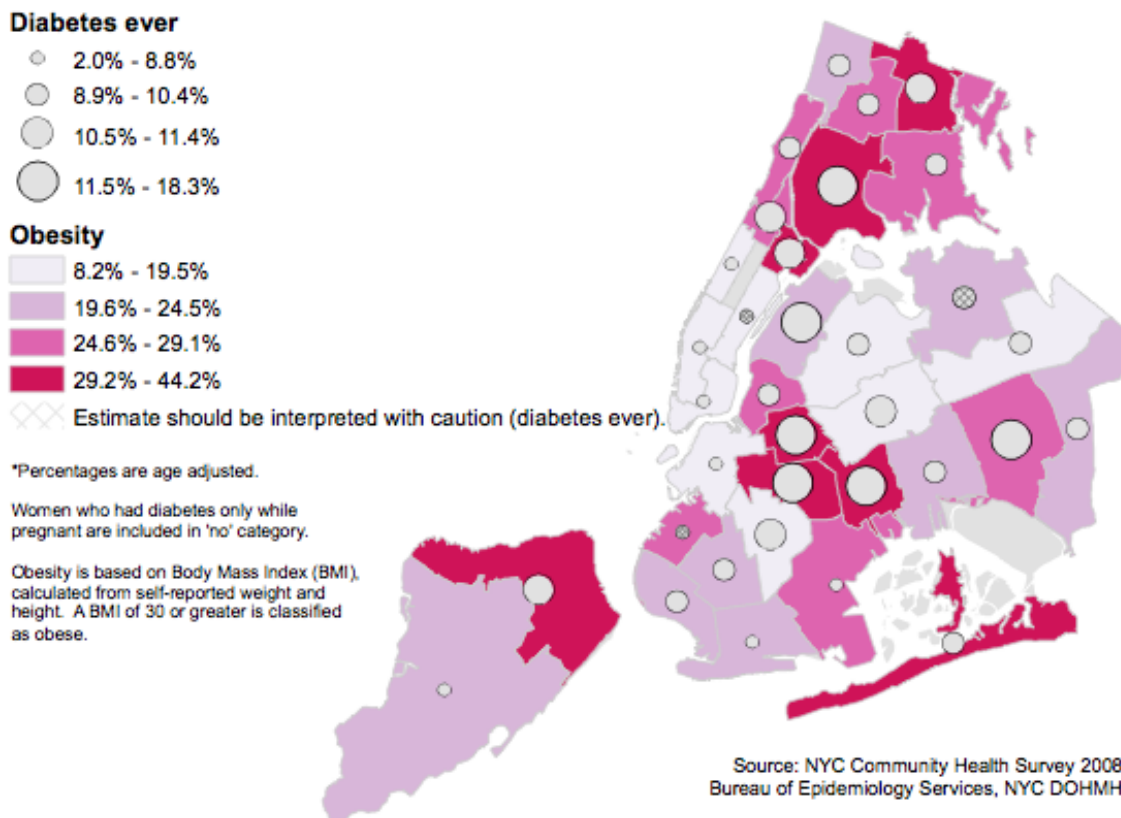 Diabetes ever
2.0% - 8.8%
8.9% - 10.4%
10.5% - 11.4%
11.5% - 18.3%
Obesity
8.2% - 19.5%
19.6% - 24.5%
24.6% - 29.1%
29.2% - 44.2%
Estimate should be interpreted with caution (diabetes ever).
*Percentages are age adjusted.
Women who had diabetes only while
pregnant are included in 'no' category.
Obesity is based on Body Mass Index (BMI),
calculated from self-reported weight and
height. A BMI of 30 or greater is classified
as obese.
Source: NYC Community Health Survey 2008
Bureau of Epidemiology Services, NYC DOHMH